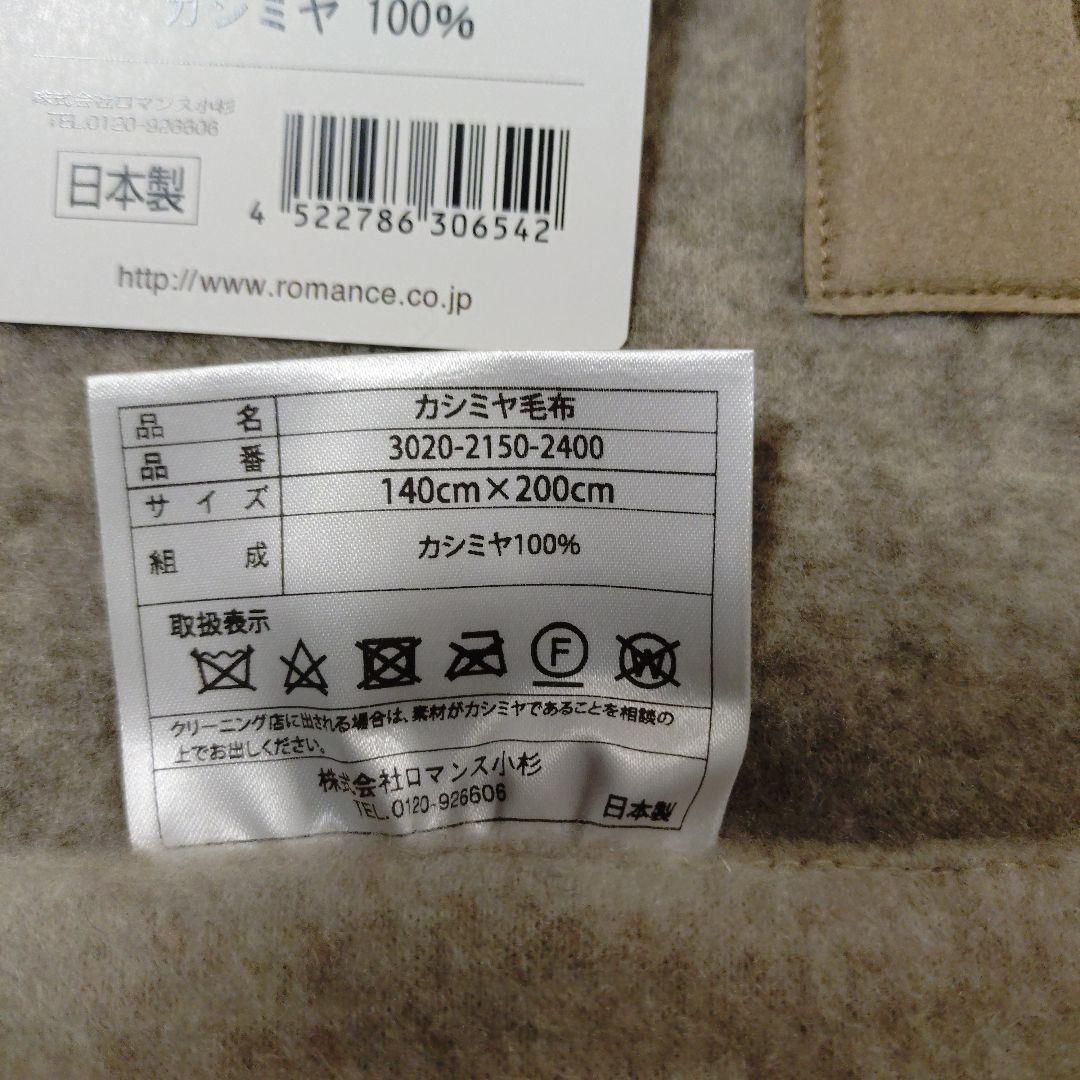 カシミヤ 100%
株式会社ロマンス小杉
TEL.0120-926606
日本製
4 522786 306542
http://www.romance.co.jp
品名 カシミヤ毛布
品番 3020-2150-2400
サイズ 140cm×200cm
組成 カシミヤ100%
取扱表示
F W
クリーニング店に出される場合は、素材がカシミヤであることを相談の
上でお出しください。
株式会社ロマンス小杉
TEL.0120-926606
日本製